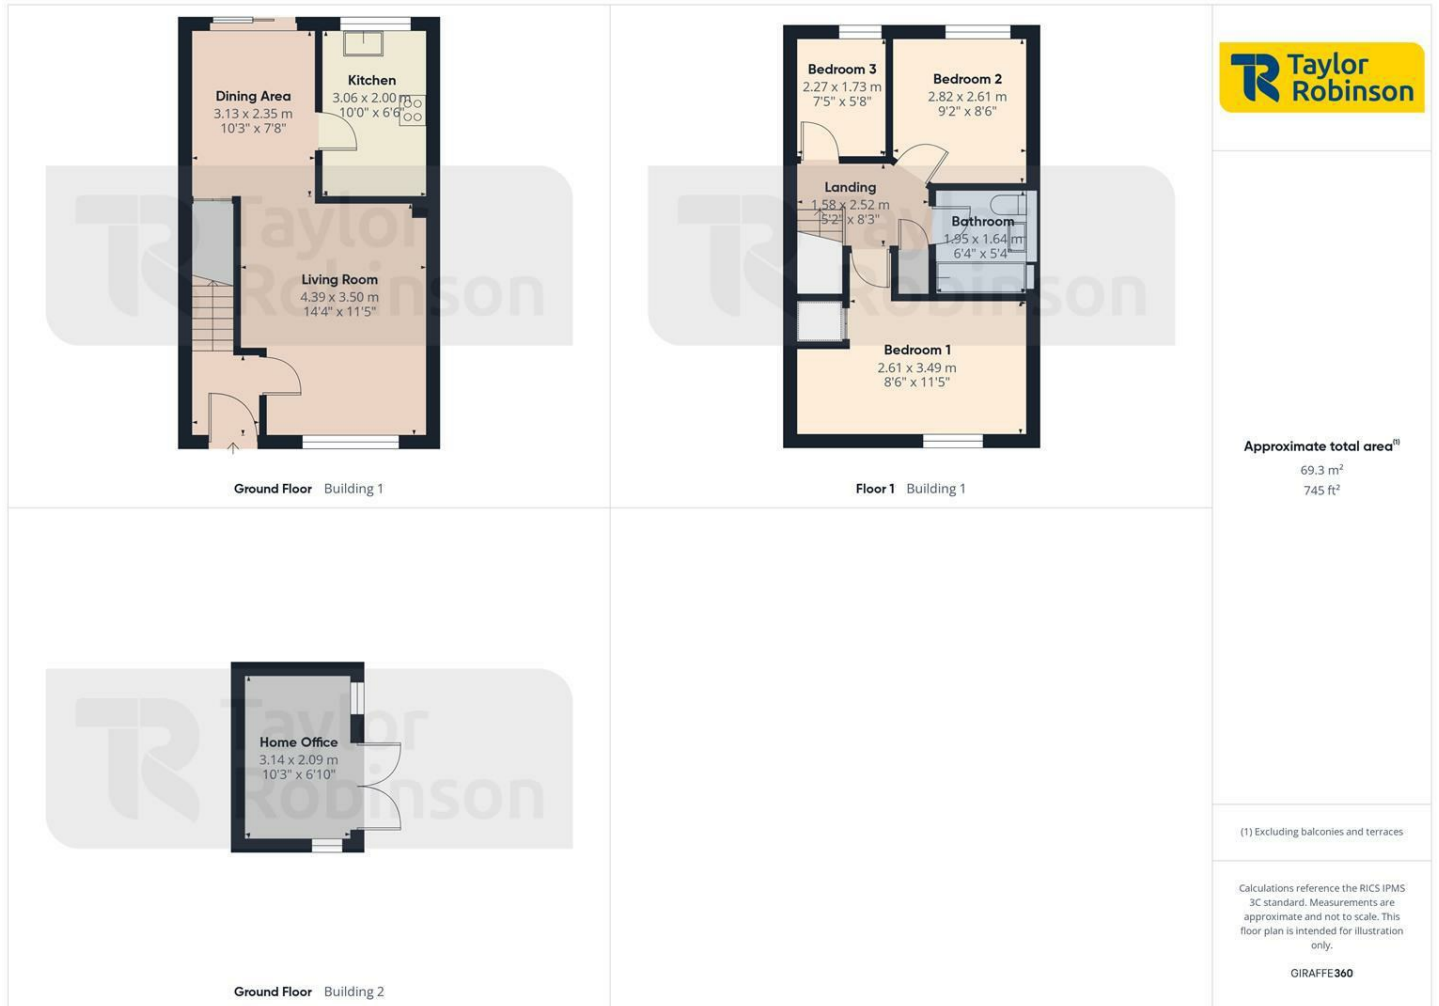 Dining Area
3.13 x 2.35 m
10'3" x 7'8"
Kitchen
3.06 x 2.00 m
10'0" x 6'6"
Living Room
4.39 x 3.50 m
14'4" x 11'5"
Taylor
Robinson
Ground Floor Building 1
Bedroom 3
2.27 x 1.73 m
7'5" x 5'8"
Bedroom 2
2.82 x 2.61 m
9'2" x 8'6"
Landing
1.58 x 2.52 m
5'2" x 8'3"
Bathroom
1.95 x 1.64 m
6'4" x 5'4"
Bedroom 1
2.61 x 3.49 m
8'6" x 11'5"
Taylor
Robinson
Floor 1 Building 1
Home Office
3.14 x 2.09 m
10'3" x 6'10"
Taylor
Robinson
Ground Floor Building 2
Taylor
Robinson
Approximate total area(1)
69.3 m²
745 ft²
(1) Excluding balconies and terraces
Calculations reference the RICS IPMS
3C standard. Measurements are
approximate and not to scale. This
floor plan is intended for illustration
only.
GIRAFFE360